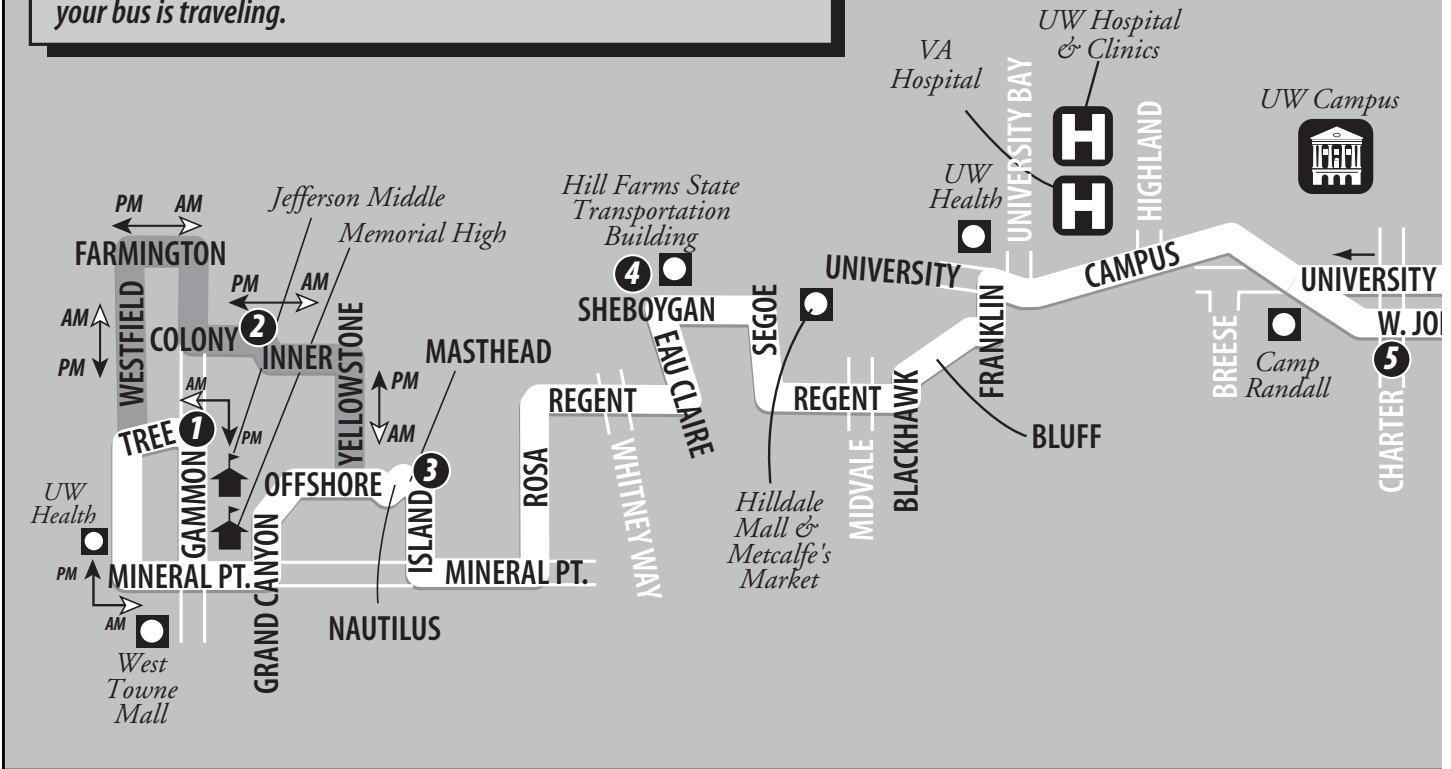 your bus is traveling.
UW Hospital
& Clinics
VA
Hospital
UNIVERSITY BAY
HIGHLAND
UW Campus
UW
Health
Jefferson Middle
Memorial High
Hill Farms State
Transportation
Building
PM AM
FARMINGTON
WESTFIELD
AM
PM
PM AM
COLONY
2
INNER
YELLOWSTONE
PM
AM
MASTHEAD
4
SHEBOYGAN
EAU CLAIRE
SEGOE
UNIVERSITY
FRANKLIN
CAMPUS
UNIVERSITY
W. JO
5
BREESE
Camp
Randall
CHARTER
AM
PM
TREE
1
GAMMON
OFFSHORE
3
ISLAND
ROSA
REGENT
WHITNEY WAY
REGENT
MIDVALE
BLACKHAWK
BLUFF
Hilldale
Mall &
Metcalfe's
Market
UW
Health
PM
AM
MINERAL PT.
GRAND CANYON
MINERAL PT.
NAUTILUS
West
Towne
Mall